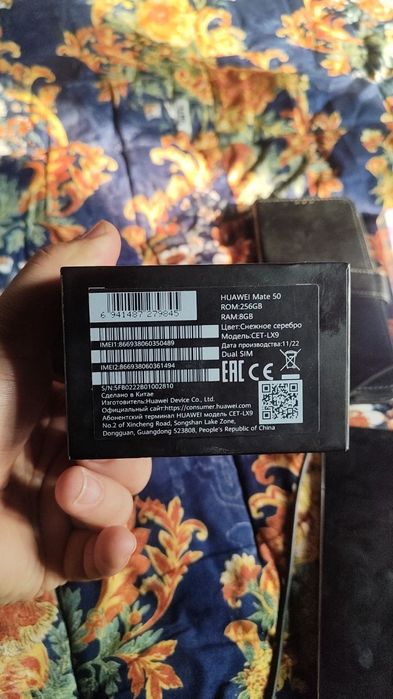 HUAWEI Mate 50
ROM:256GB
RAM:8GB
Цвет:Снежное серебро
Модель:CET-LX9
Дата производства:11/22
Dual SIM
6 941487 279845
IMEI1:866938060350489
IMEI2:866938060361494
S/N:5FB0222B01002810
Сделано в Китае
Изготовитель:Huawei Device Co., Ltd.
Официальный сайт:https://consumer.huawei.com
Абонентский терминал HUAWEI модель CET-LX9
No.2 of Xincheng Road, Songshan Lake Zone,
Dongguan, Guangdong 523808, People's Republic of China
EAC CE